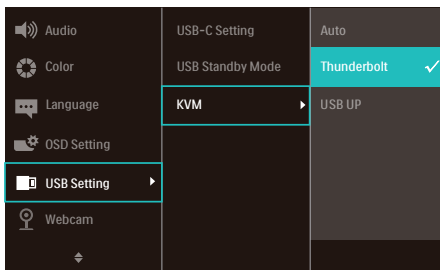 Audio
Color
Language
OSD Setting
USB Setting
Webcam
USB-C Setting
USB Standby Mode
KVM
Auto
Thunderbolt
USB UP